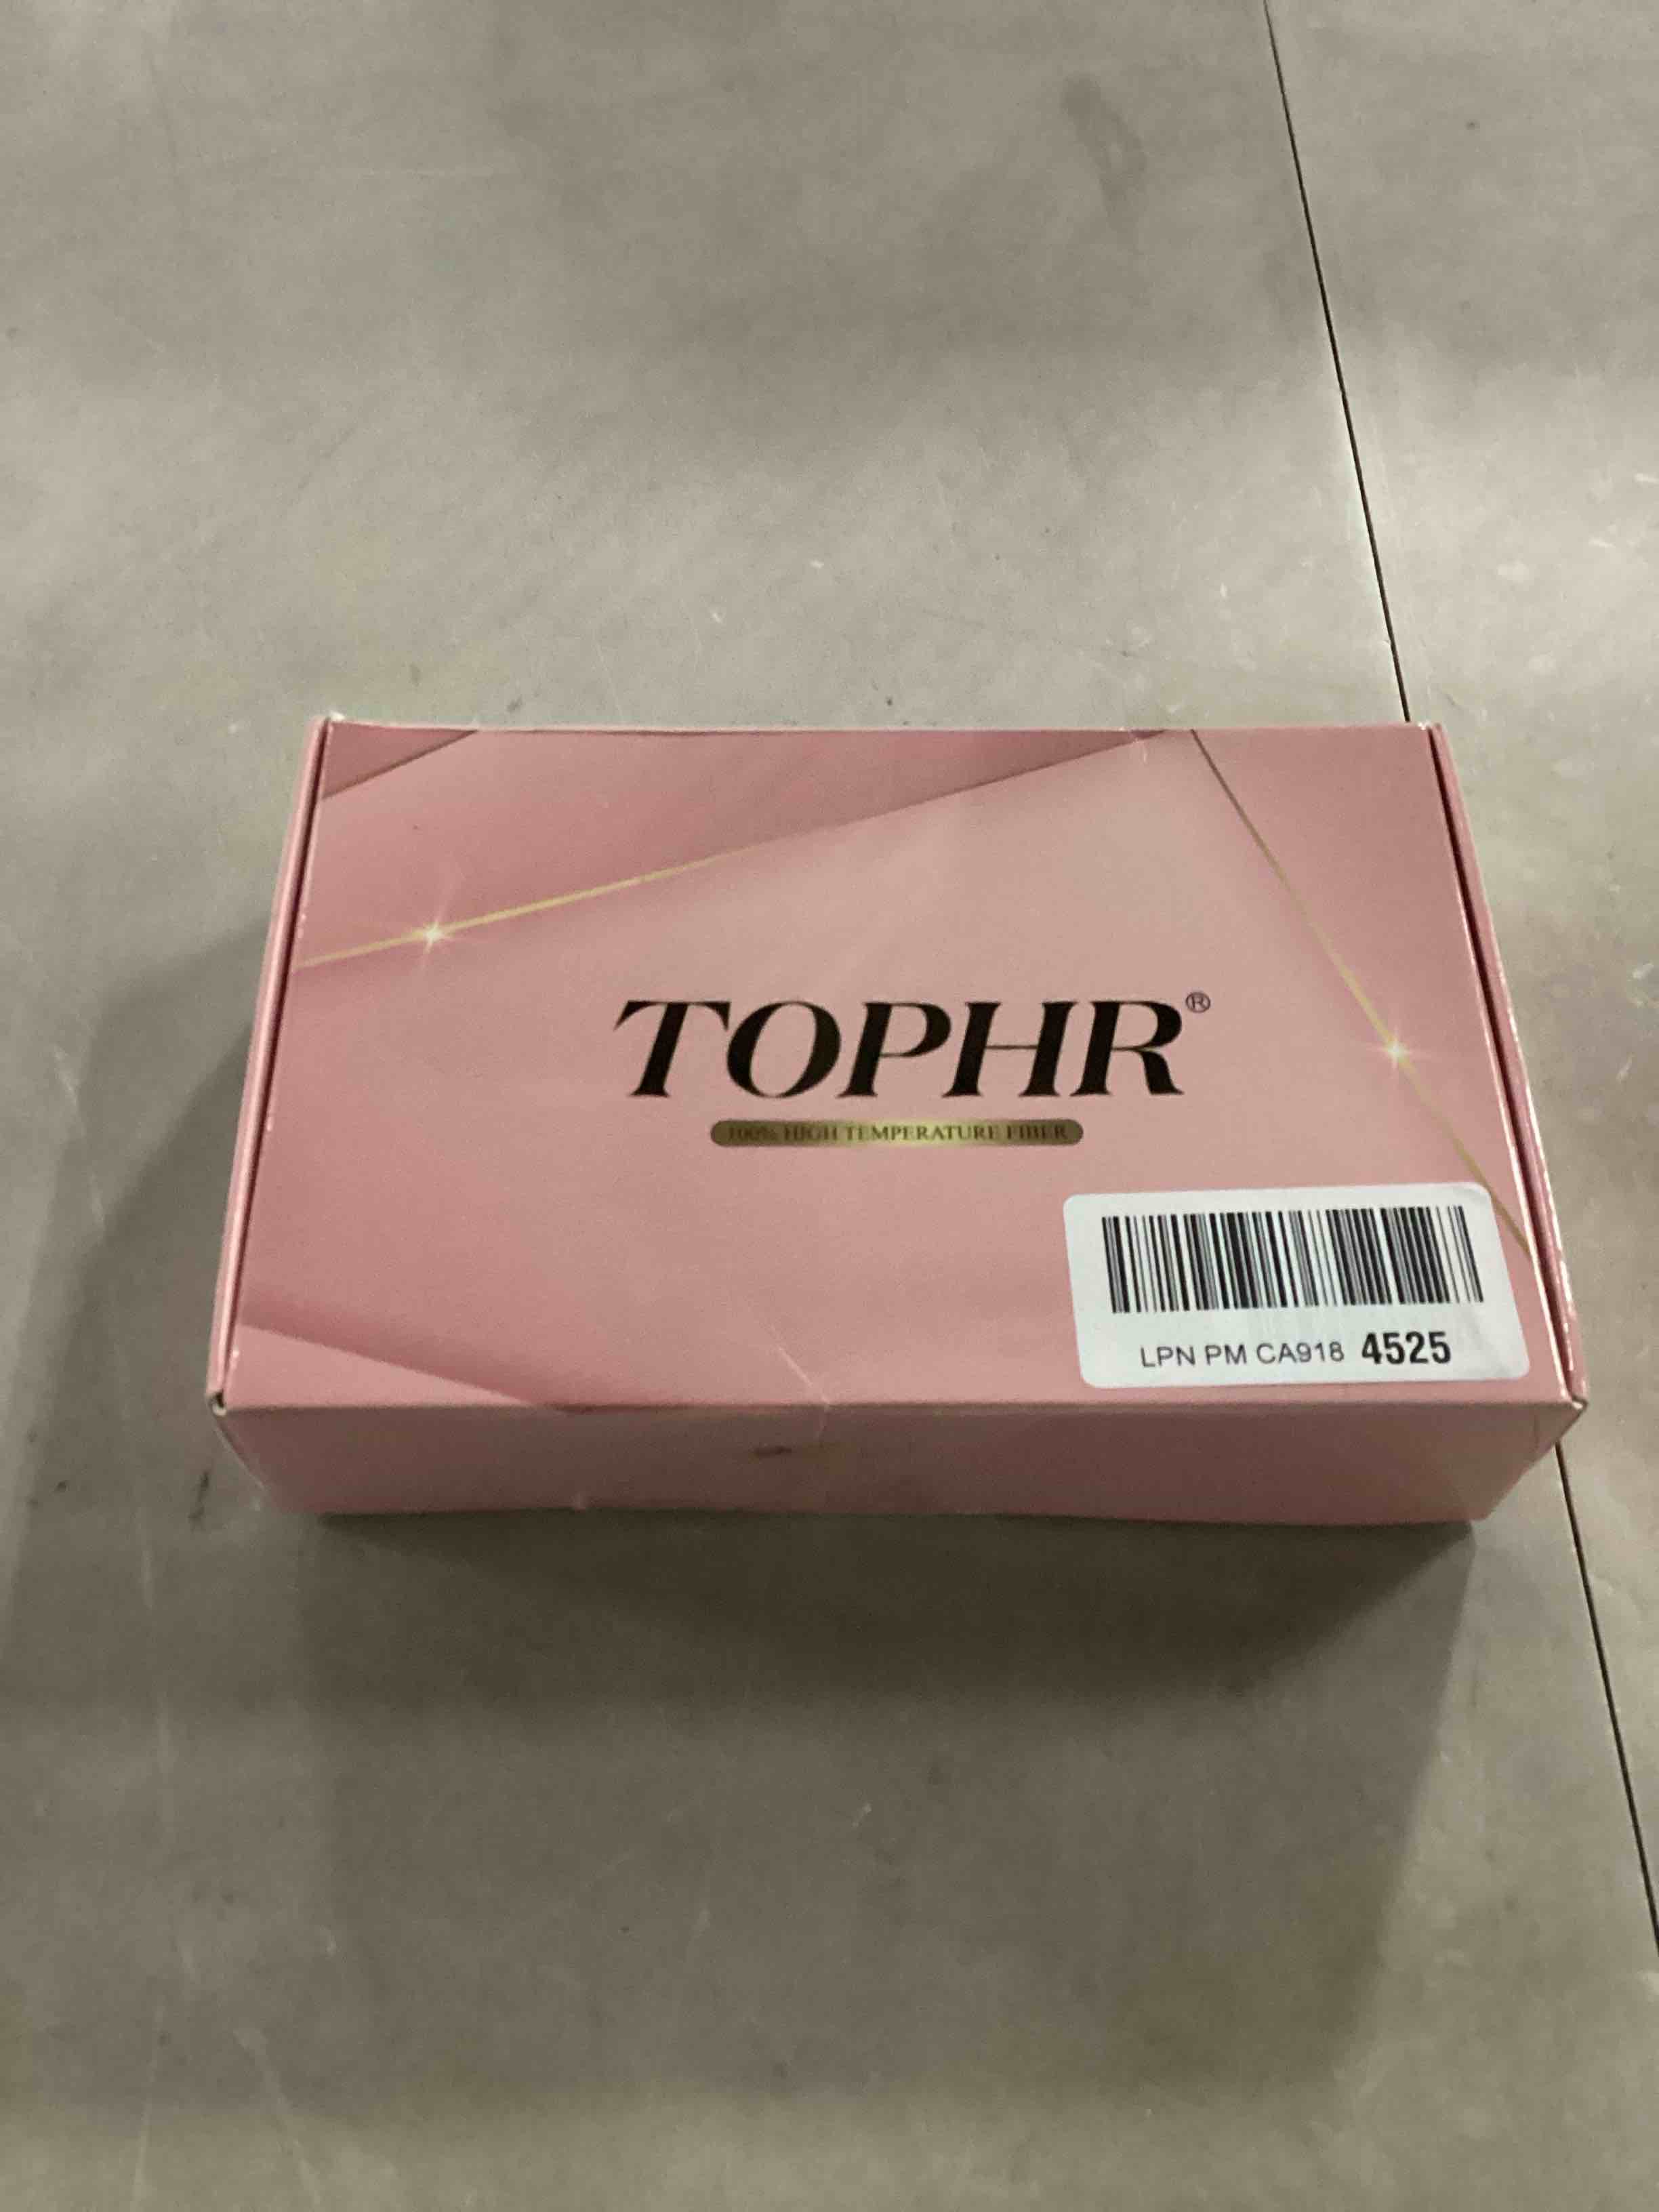 TOPHR®
100% HIGH TEMPERATURE FIBER
LPN PM CA918 4525